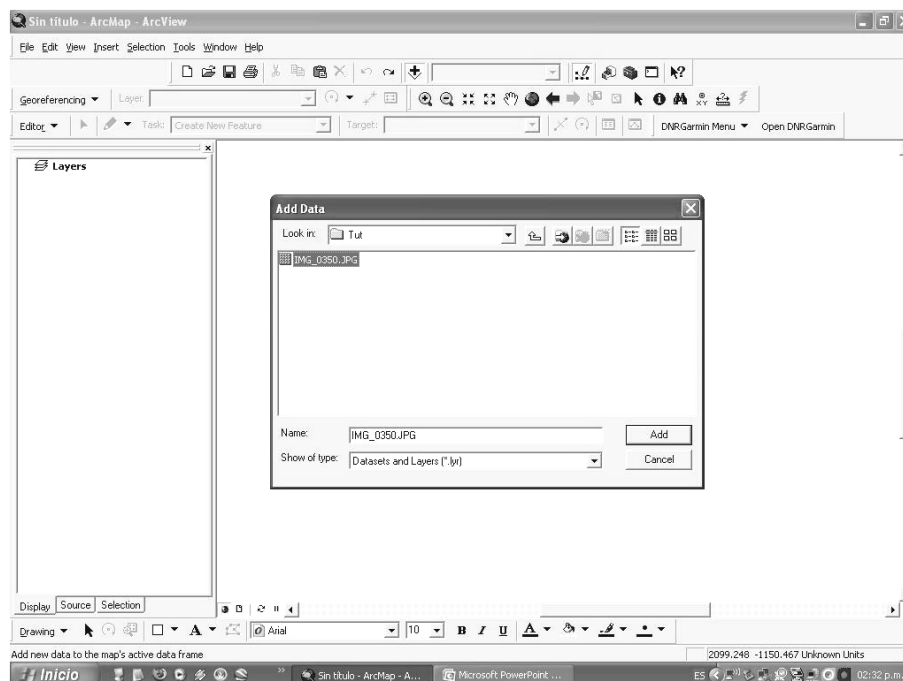 Sin título - ArcMap - ArcView
File Edit View Insert Selection Tools Window Help
Georeferencing Layer:
Editor Task: Create New Feature Target: DNRGarmin Menu Open DNRGarmin
Layers
Add Data
Look in: Tut
IMG_0350.JPG
Name: IMG_0350.JPG Add
Show of type: Datasets and Layers (*.lyr) Cancel
Display Source Selection
Drawing A Arial 10 B I U A
Add new data to the map's active data frame 2099.248 -1150.467 Unknown Units
Inicio Sin título - ArcMap - A... Microsoft PowerPoint ... ES 02:32 p.m.